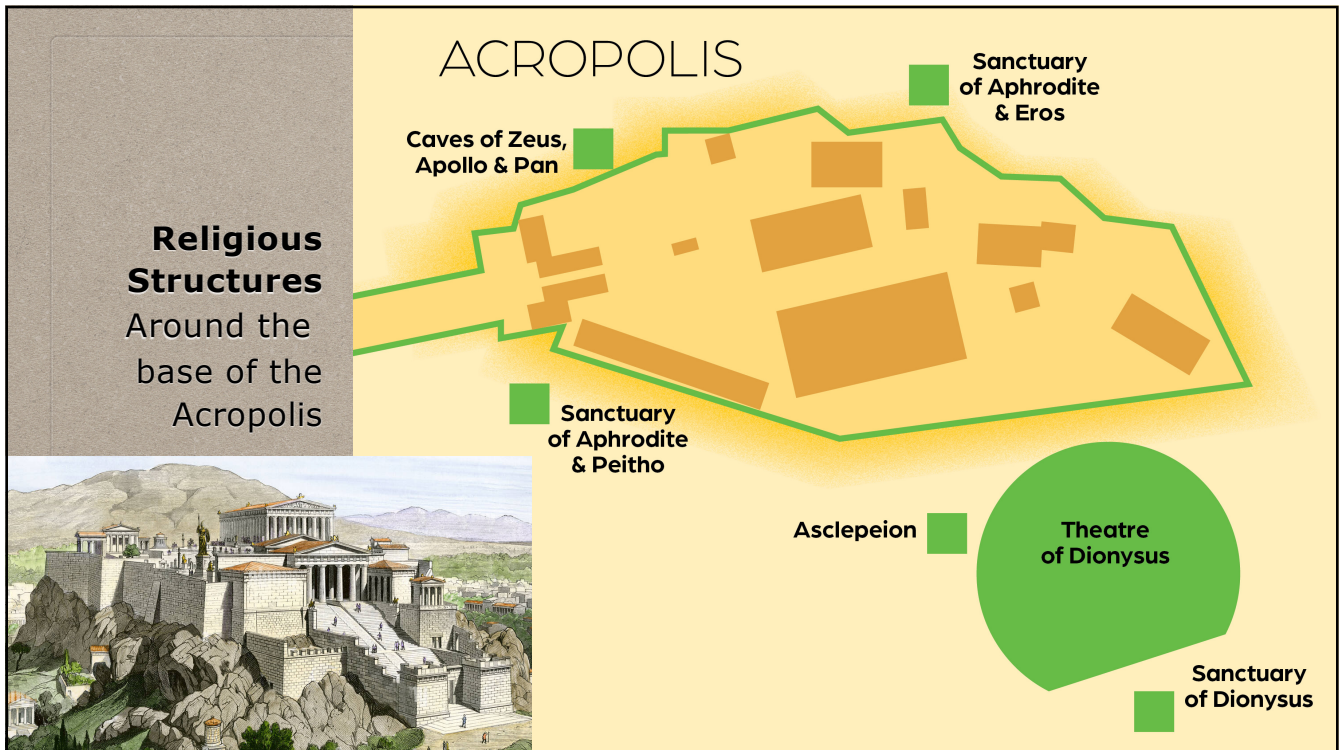 ACROPOLIS
Religious
Structures
Around the
base of the
Acropolis
Caves of Zeus,
Apollo & Pan
Sanctuary
of Aphrodite
& Eros
Sanctuary
of Aphrodite
& Peitho
Asclepeion
Theatre
of Dionysus
Sanctuary
of Dionysus